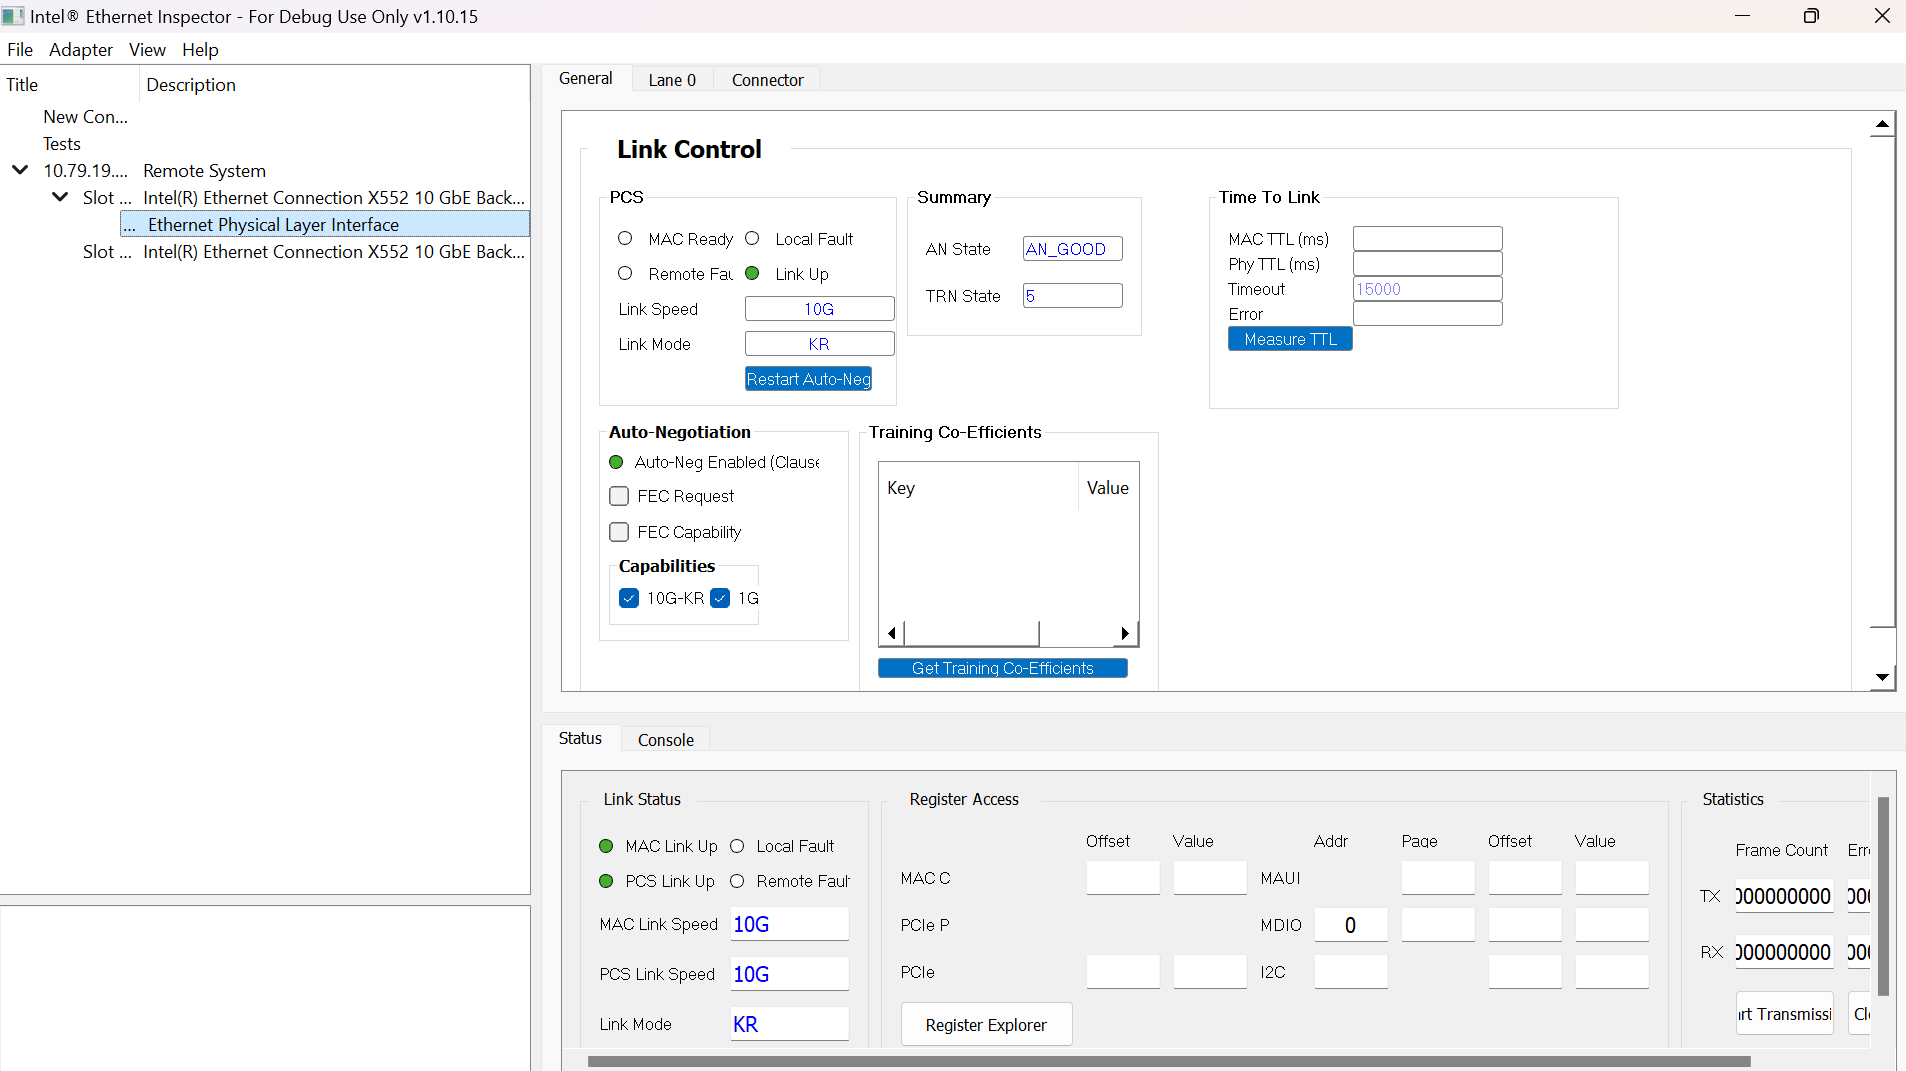 Intel® Ethernet Inspector - For Debug Use Only v1.10.15
File Adapter View Help
Title Description
New Con...
Tests
10.79.19.... Remote System
Slot ... Intel(R) Ethernet Connection X552 10 GbE Back...
... Ethernet Physical Layer Interface
Slot ... Intel(R) Ethernet Connection X552 10 GbE Back...
General Lane 0 Connector
Link Control
PCS
MAC Ready Local Fault
Remote Fau Link Up
Link Speed 10G
Link Mode KR
Restart Auto-Neg
Summary
AN State AN_GOOD
TRN State 5
Time To Link
MAC TTL (ms)
Phy TTL (ms)
Timeout 15000
Error
Measure TTL
Auto-Negotiation
Auto-Neg Enabled (Clause
FEC Request
FEC Capability
Capabilities
10G-KR 1G
Training Co-Efficients
Key Value
Get Training Co-Efficients
Status Console
Link Status
MAC Link Up Local Fault
PCS Link Up Remote Fault
MAC Link Speed 10G
PCS Link Speed 10G
Link Mode KR
Register Access
Offset Value Addr Page Offset Value
MAC C MAUI
PCIe P MDIO 0
PCIe I2C
Register Explorer
Statistics
Frame Count Erro
TX 000000000 000
RX 000000000 000
rt Transmissi Cle